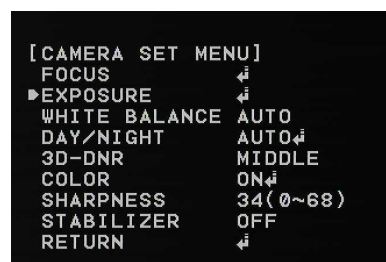 [CAMERA SET MENU]
FOCUS ↲
▶EXPOSURE ↲
WHITE BALANCE AUTO
DAY/NIGHT AUTO↲
3D-DNR MIDDLE
COLOR ON↲
SHARPNESS 34(0~68)
STABILIZER OFF
RETURN ↲